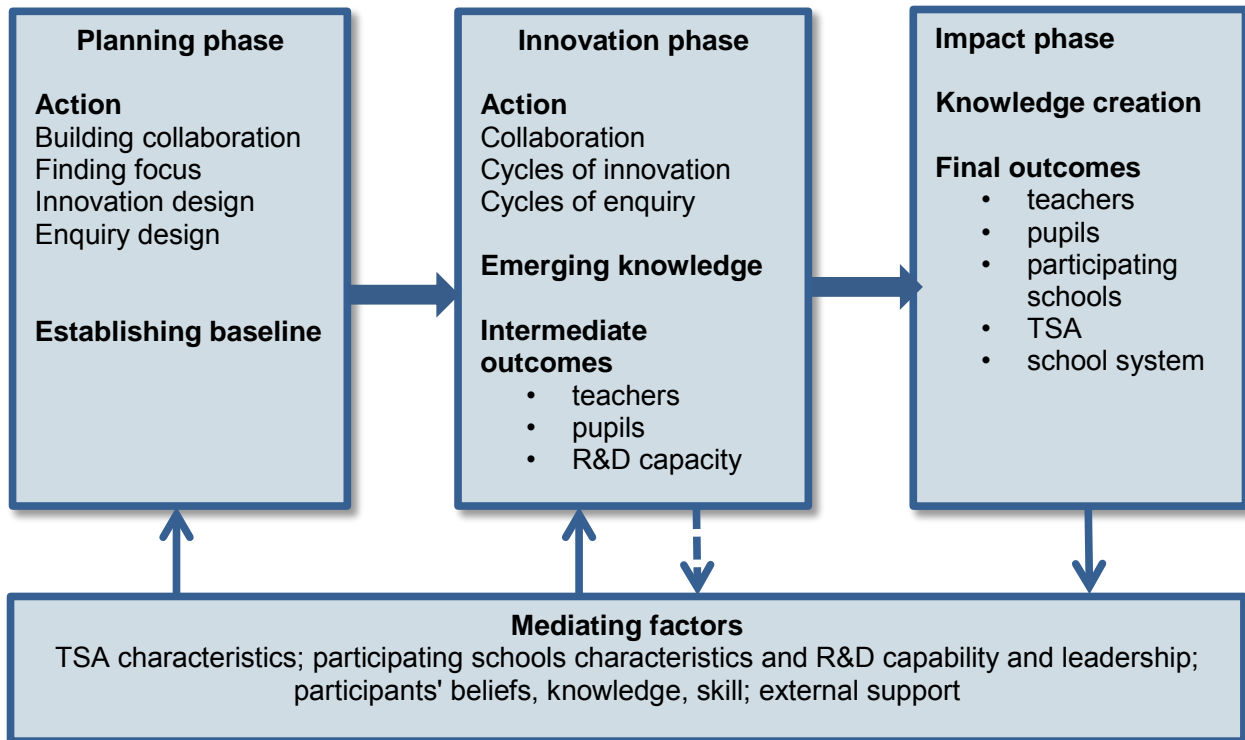 Planning phase
Action
Building collaboration
Finding focus
Innovation design
Enquiry design
Establishing baseline
Innovation phase
Action
Collaboration
Cycles of innovation
Cycles of enquiry
Emerging knowledge
Intermediate
outcomes
• teachers
• pupils
• R&D capacity
Impact phase
Knowledge creation
Final outcomes
• teachers
• pupils
• participating
schools
• TSA
• school system
Mediating factors
TSA characteristics; participating schools characteristics and R&D capability and leadership;
participants' beliefs, knowledge, skill; external support